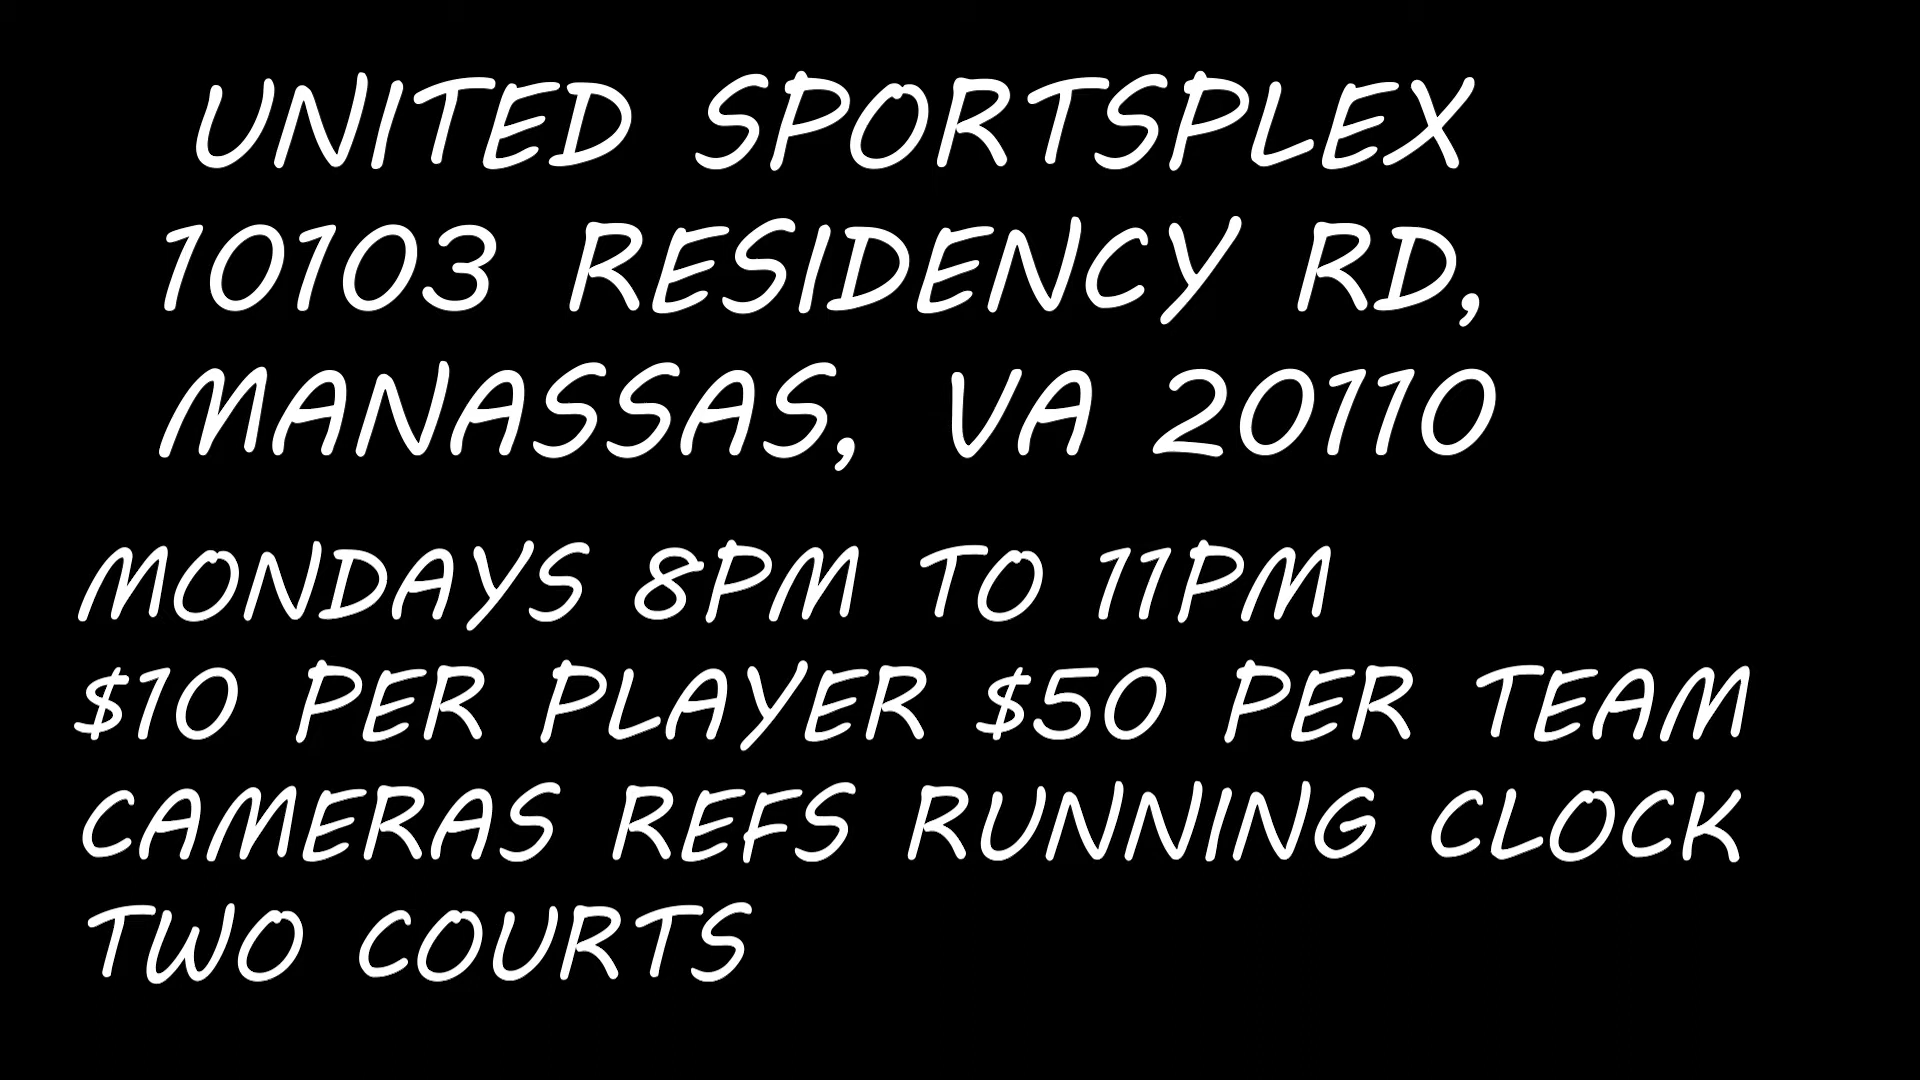 UNITED SPORTSPLEX
10103 RESIDENCY RD,
MANASSAS, VA 20110
MONDAYS 8PM TO 11PM
$10 PER PLAYER $50 PER TEAM
CAMERAS REFS RUNNING CLOCK
TWO COURTS